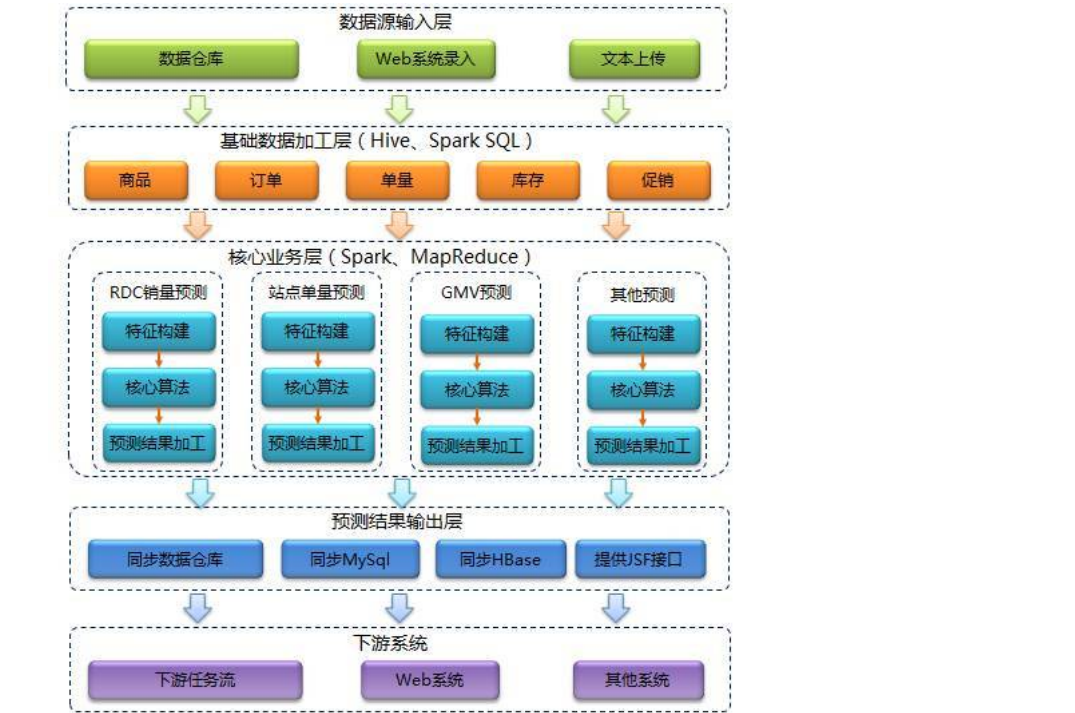 数据源输入层
数据仓库
Web系统录入
文本上传
基础数据加工层（Hive、Spark SQL）
商品
订单
单量
库存
促销
核心业务层（Spark、MapReduce）
RDC销量预测
特征构建
核心算法
预测结果加工
站点单量预测
特征构建
核心算法
预测结果加工
GMV预测
特征构建
核心算法
预测结果加工
其他预测
特征构建
核心算法
预测结果加工
预测结果输出层
同步数据仓库
同步MySql
同步HBase
提供JSF接口
下游系统
下游任务流
Web系统
其他系统